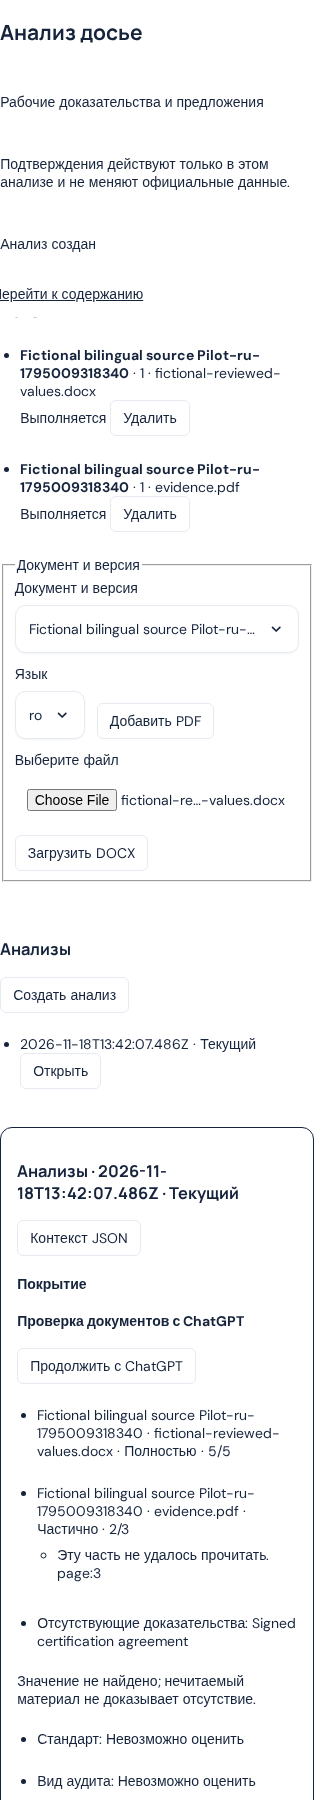 Анализ досье
Рабочие доказательства и предложения
Подтверждения действуют только в этом
анализе и не меняют официальные данные.
Анализ создан
Перейти к содержанию
Fictional bilingual source Pilot-ru-
1795009318340 · 1 · fictional-reviewed-
values.docx
Выполняется Удалить
Fictional bilingual source Pilot-ru-
1795009318340 · 1 · evidence.pdf
Выполняется Удалить
Документ и версия
Документ и версия
Fictional bilingual source Pilot-ru-...
Язык
ro Добавить PDF
Выберите файл
Choose File fictional-re...-values.docx
Загрузить DOCX
Анализы
Создать анализ
2026-11-18T13:42:07.486Z · Текущий
Открыть
Анализы · 2026-11-
18T13:42:07.486Z · Текущий
Контекст JSON
Покрытие
Проверка документов с ChatGPT
Продолжить с ChatGPT
Fictional bilingual source Pilot-ru-
1795009318340 · fictional-reviewed-
values.docx · Полностью · 5/5
Fictional bilingual source Pilot-ru-
1795009318340 · evidence.pdf ·
Частично · 2/3
Эту часть не удалось прочитать.
page:3
Отсутствующие доказательства: Signed
certification agreement
Значение не найдено; нечитаемый
материал не доказывает отсутствие.
Стандарт: Невозможно оценить
Вид аудита: Невозможно оценить